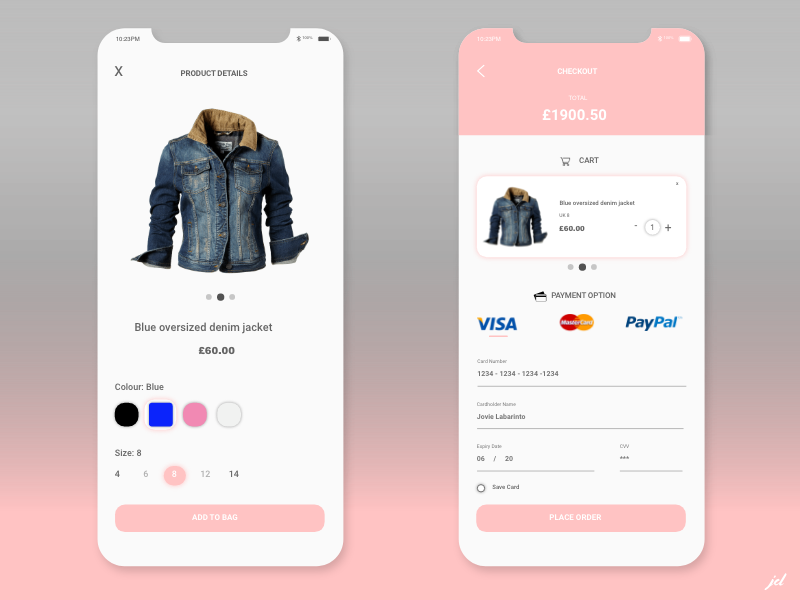 10:23PM
100%
X
PRODUCT DETAILS
Blue oversized denim jacket
£60.00
Colour: Blue
Size: 8
4 6 8 12 14
ADD TO BAG
10:23PM
100%
CHECKOUT
TOTAL
£1900.50
CART
x
Blue oversized denim jacket
UK 8
£60.00
- 1 +
PAYMENT OPTION
VISA MasterCard PayPal
Card Number
1234 - 1234 - 1234 -1234
Cardholder Name
Jovie Labarinto
Expiry Date CVV
06 / 20 ***
Save Card
PLACE ORDER
jcl